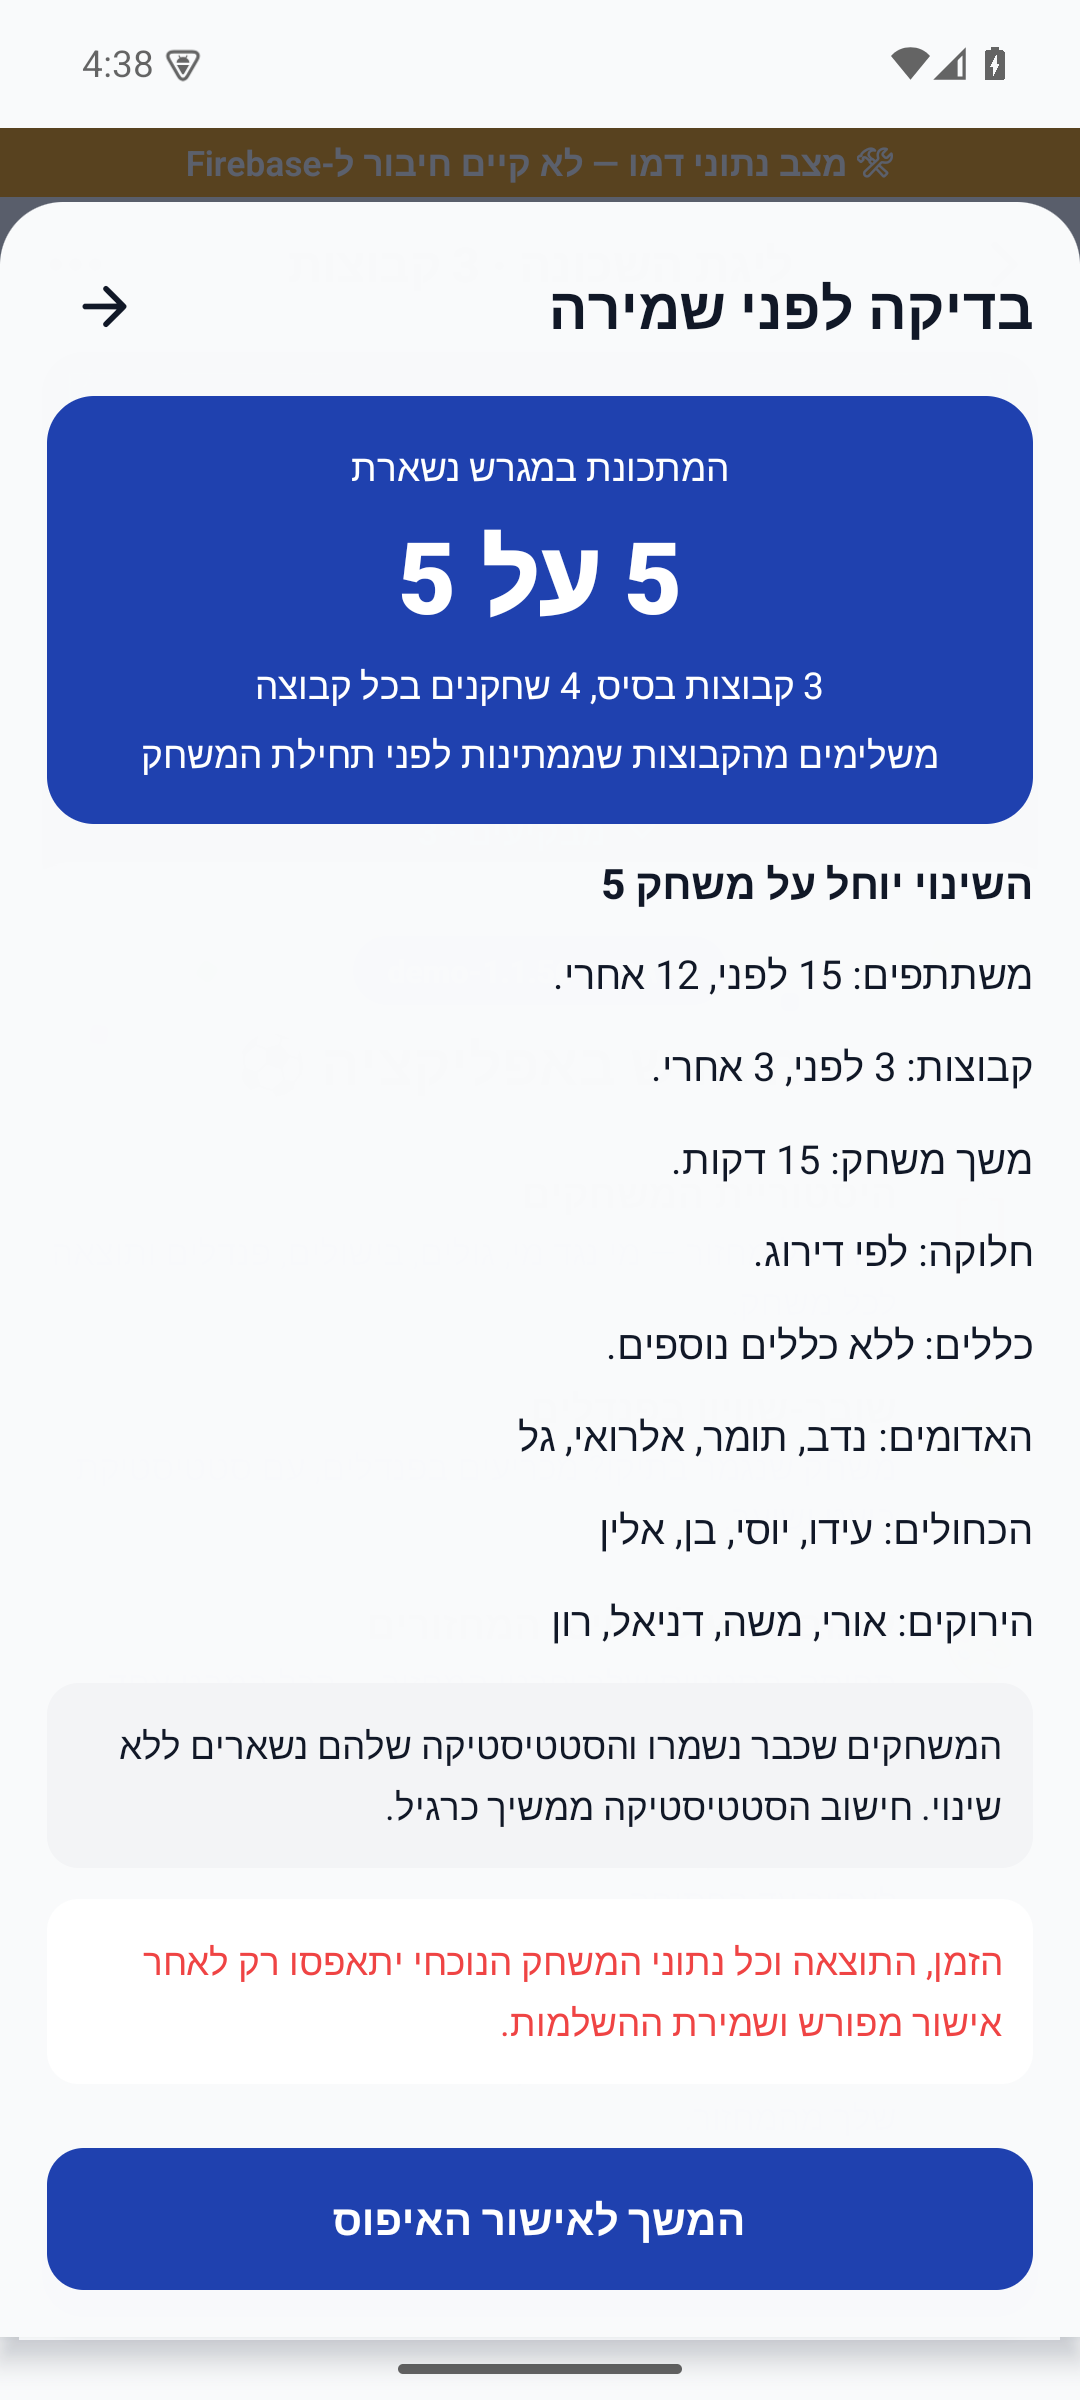 4:38
🛠 מצב נתוני דמו – לא קיים חיבור ל-Firebase
בדיקה לפני שמירה
המתכונת במגרש נשארת
5 על 5
3 קבוצות בסיס, 4 שחקנים בכל קבוצה
משלימים מהקבוצות שממתינות לפני תחילת המשחק
השינוי יוחל על משחק 5
משתתפים: 15 לפני, 12 אחרי.
קבוצות: 3 לפני, 3 אחרי.
משך משחק: 15 דקות.
חלוקה: לפי דירוג.
כללים: ללא כללים נוספים.
האדומים: נדב, תומר, אלרואי, גל
הכחולים: עידו, יוסי, בן, אלין
הירוקים: אורי, משה, דניאל, רון
המשחקים שכבר נשמרו והסטטיסטיקה שלהם נשארים ללא
שינוי. חישוב הסטטיסטיקה ממשיך כרגיל.
הזמן, התוצאה וכל נתוני המשחק הנוכחי יתאפסו רק לאחר
אישור מפורש ושמירת ההשלמות.
המשך לאישור האיפוס